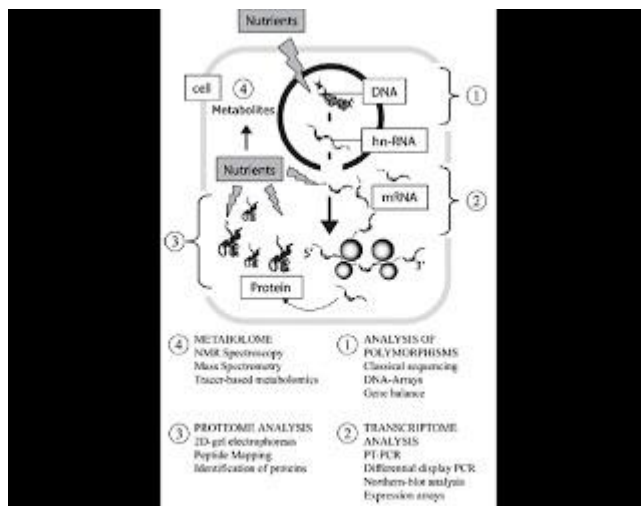 Nutrients
cell
④
Metabolites
DNA
①
hn-RNA
Nutrients
mRNA
②
③
5'
3'
Protein
④ METABOLOME
NMR Spectroscopy
Mass Spectrometry
Tracer-based metabolomics
① ANALYSIS OF
POLYMORPHISMS
Classical sequencing
DNA-Arrays
Gene balance
③ PROTEOME ANALYSIS
2D-gel electrophoresis
Peptide Mapping
Identification of proteins
② TRANSCRIPTOME
ANALYSIS
PT-PCR
Differential display PCR
Northern-blot analysis
Expression arrays